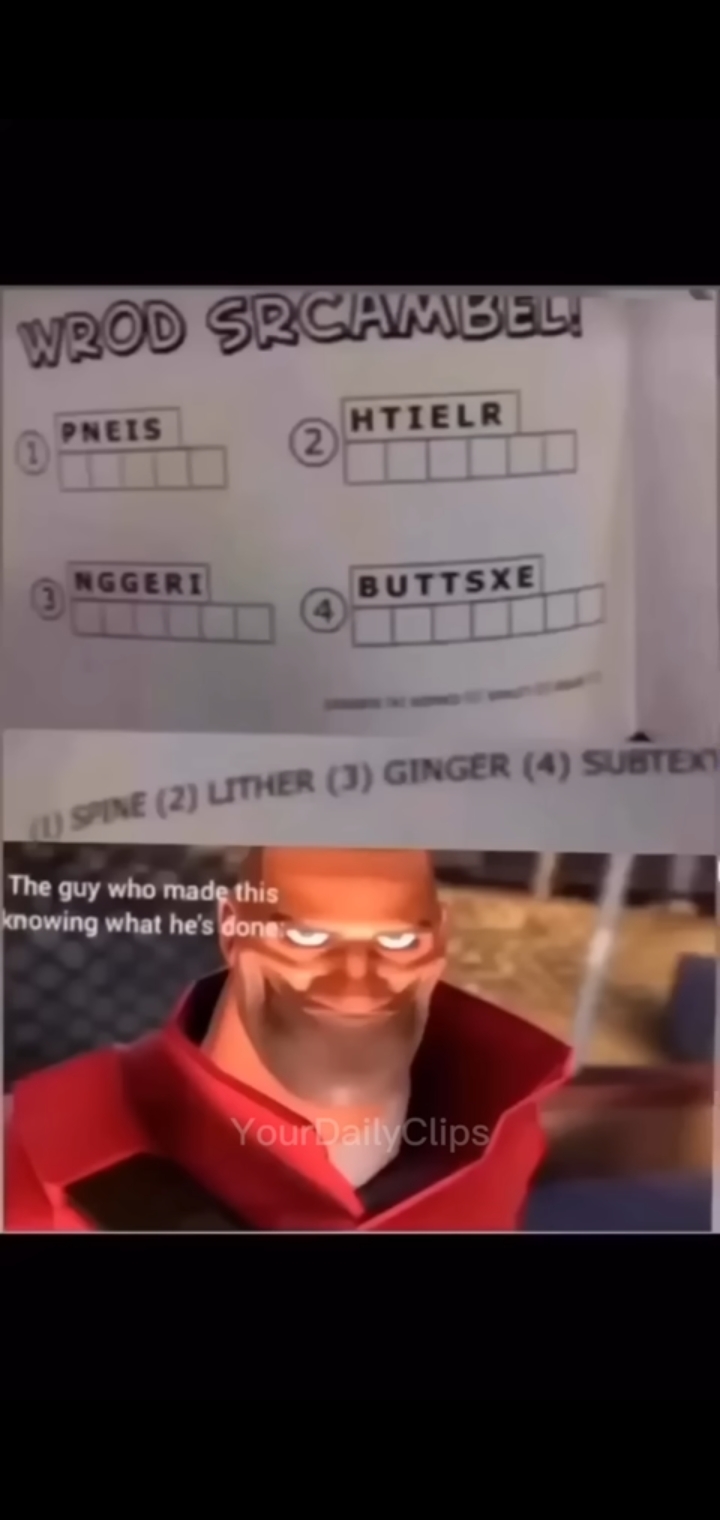 WROD SRCAMBEL!
1 PNEIS
2 HTIELR
3 NGGERI
4 BUTTSXE
(1) SPINE (2) LITHER (3) GINGER (4) SUBTEXT
The guy who made this
knowing what he's done:
YourDailyClips